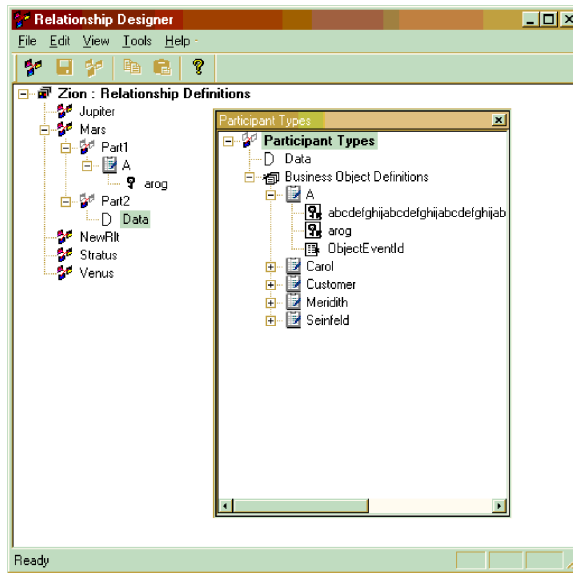 Relationship Designer
File Edit View Tools Help
Zion : Relationship Definitions
Jupiter
Mars
Part1
A
arog
Part2
D Data
NewRlt
Stratus
Venus
Participant Types
Participant Types
D Data
Business Object Definitions
A
abcdefghijabcdefghijabcdefghijab
arog
ObjectEventId
Carol
Customer
Meridith
Seinfeld
Ready